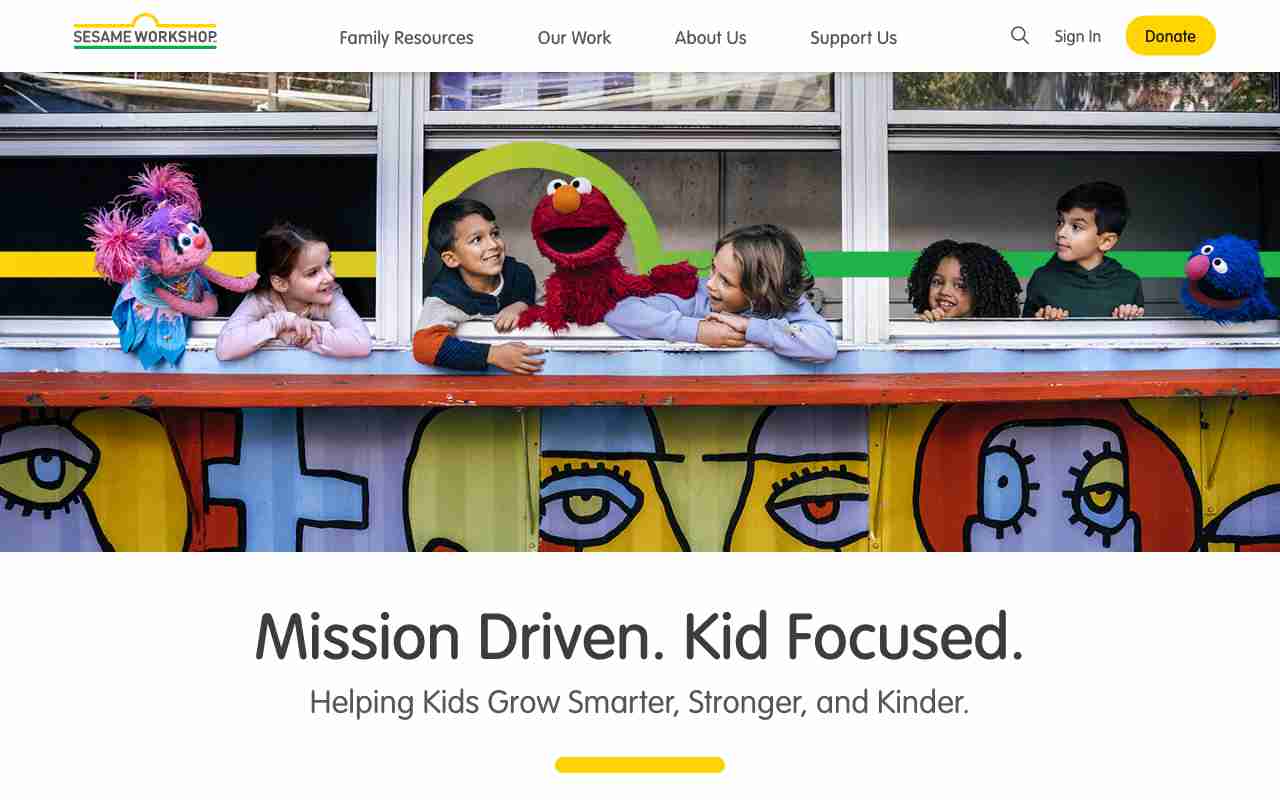 SESAME WORKSHOP
Family Resources
Our Work
About Us
Support Us
Sign In
Donate
Mission Driven. Kid Focused.
Helping Kids Grow Smarter, Stronger, and Kinder.